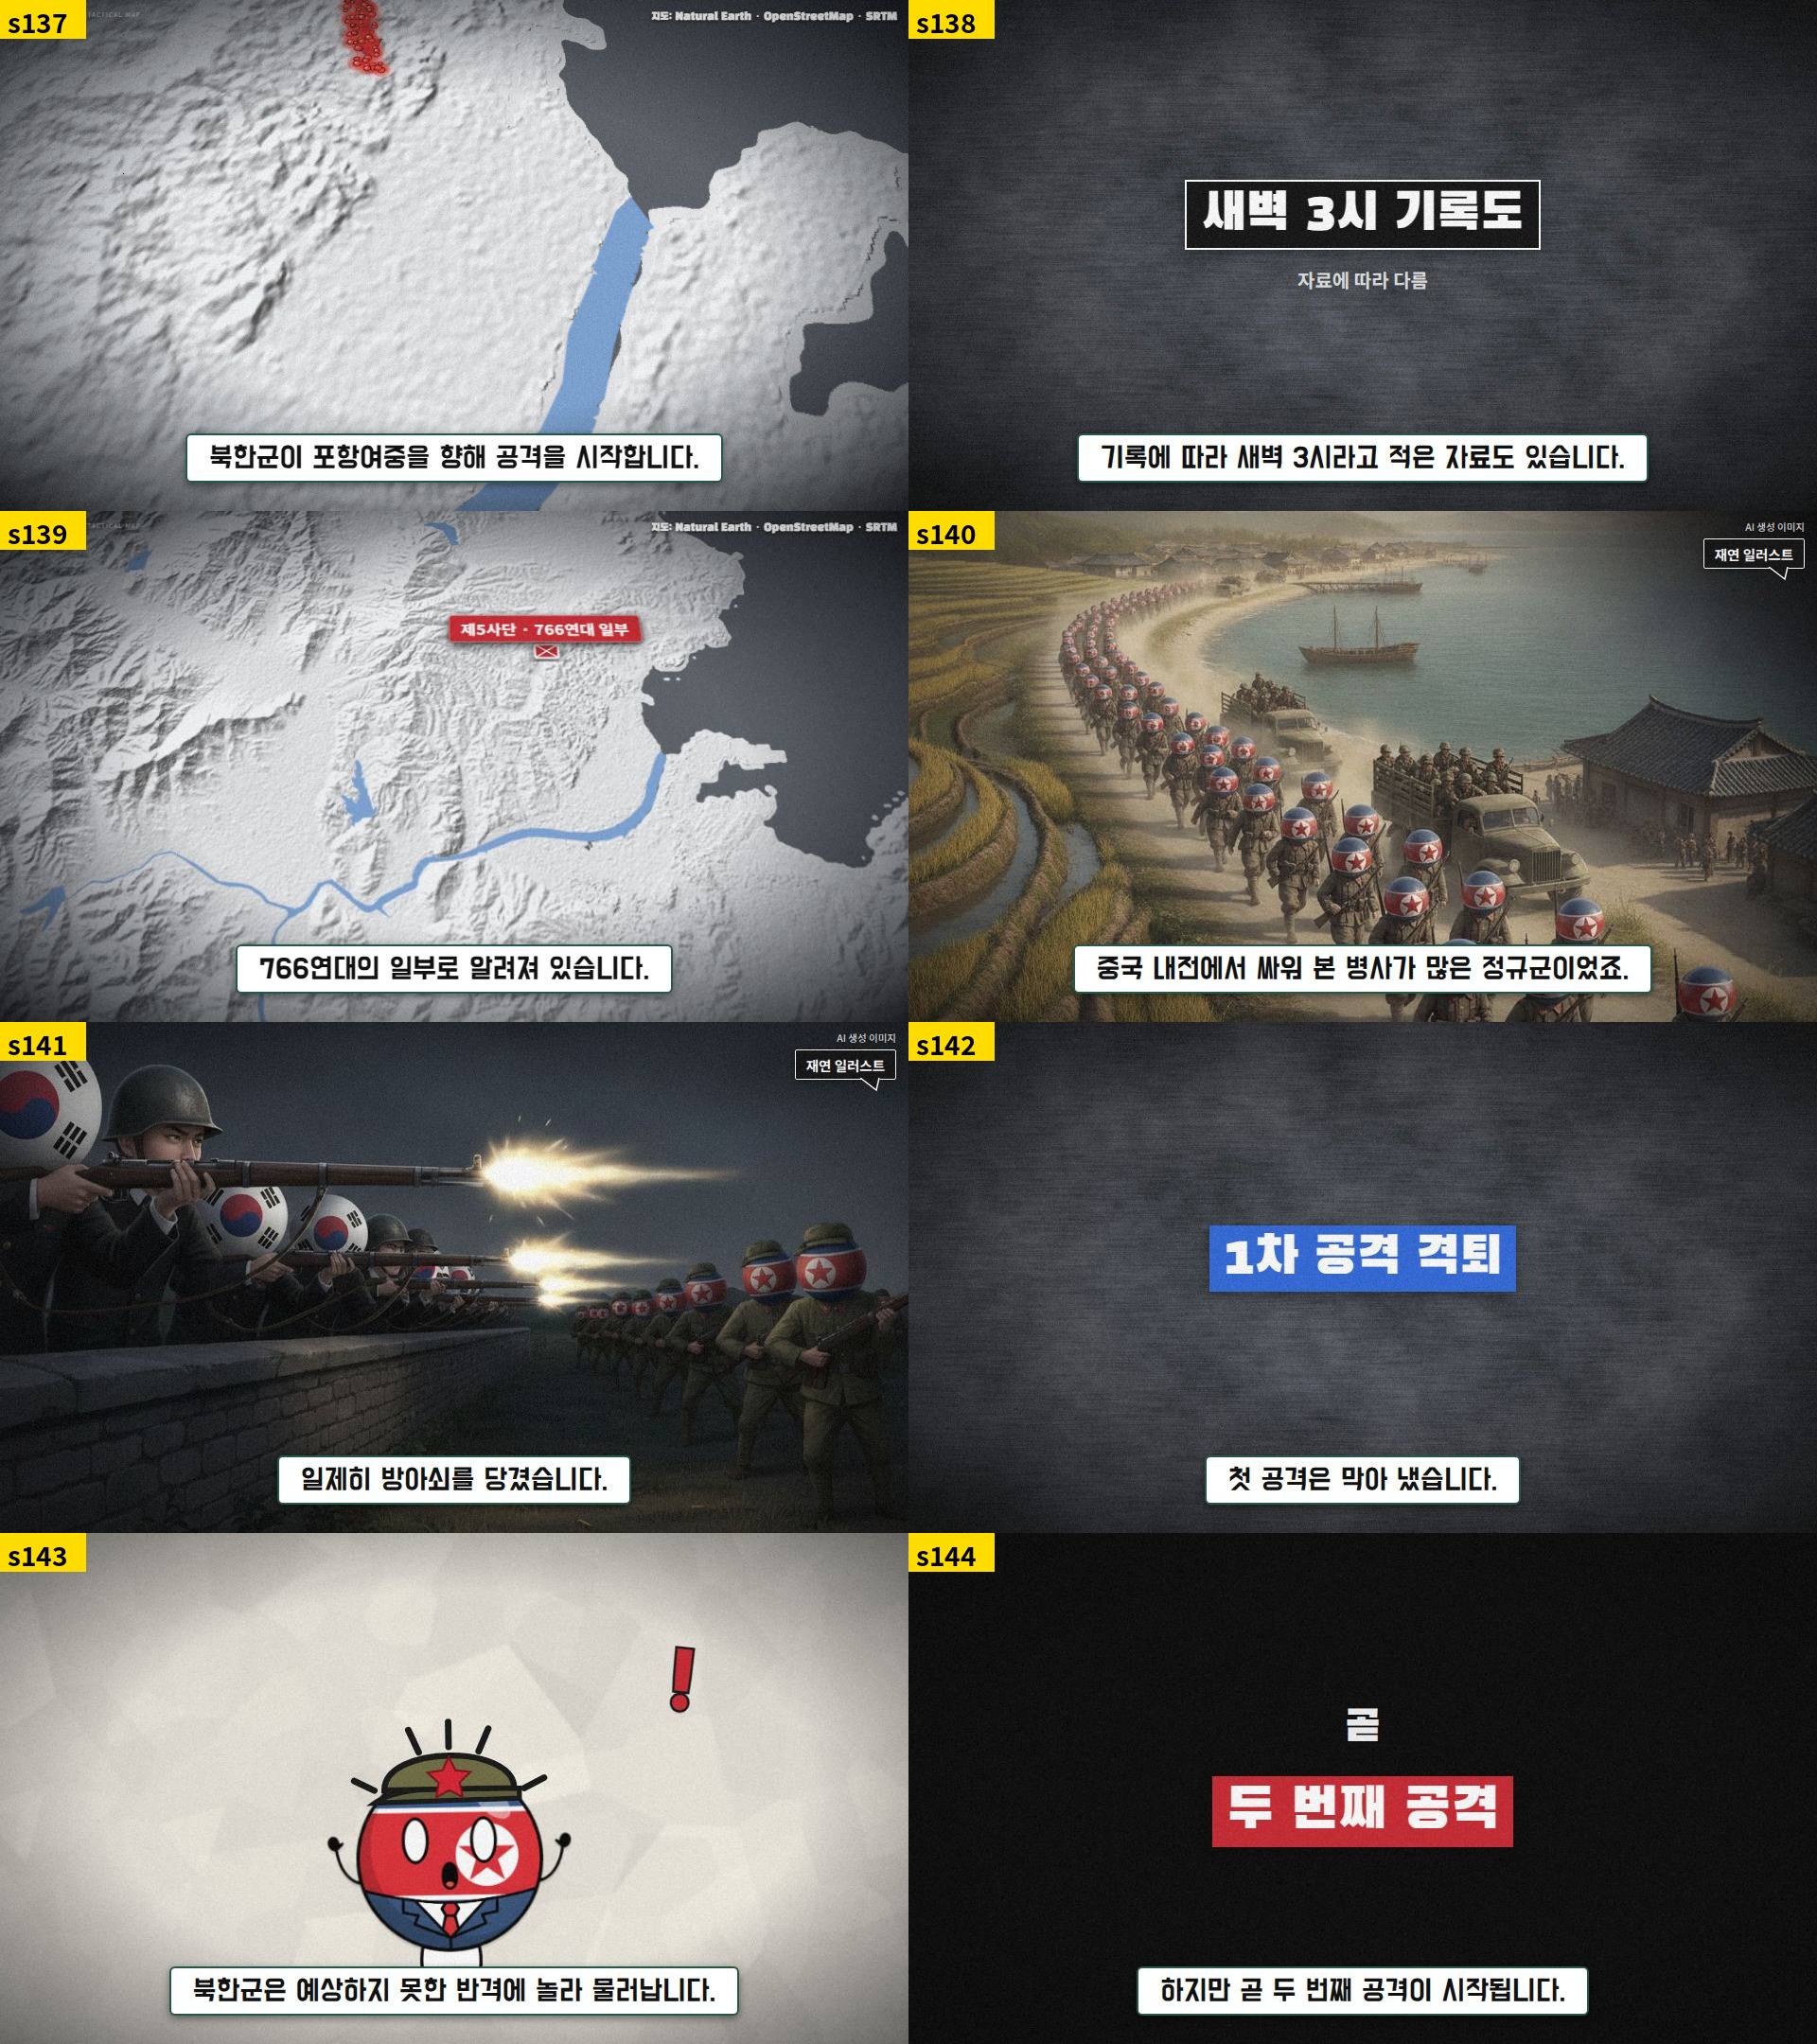 s137
TACTICAL MAP
지도: Natural Earth · OpenStreetMap · SRTM
북한군이 포항여중을 향해 공격을 시작합니다.
s138
새벽 3시 기록도
자료에 따라 다름
기록에 따라 새벽 3시라고 적은 자료도 있습니다.
s139
TACTICAL MAP
지도: Natural Earth · OpenStreetMap · SRTM
제5사단 · 766연대 일부
766연대의 일부로 알려져 있습니다.
s140
AI 생성 이미지
재연 일러스트
중국 내전에서 싸워 본 병사가 많은 정규군이었죠.
s141
AI 생성 이미지
재연 일러스트
일제히 방아쇠를 당겼습니다.
s142
1차 공격 격퇴
첫 공격은 막아 냈습니다.
s143
북한군은 예상하지 못한 반격에 놀라 물러납니다.
s144
곧
두 번째 공격
하지만 곧 두 번째 공격이 시작됩니다.